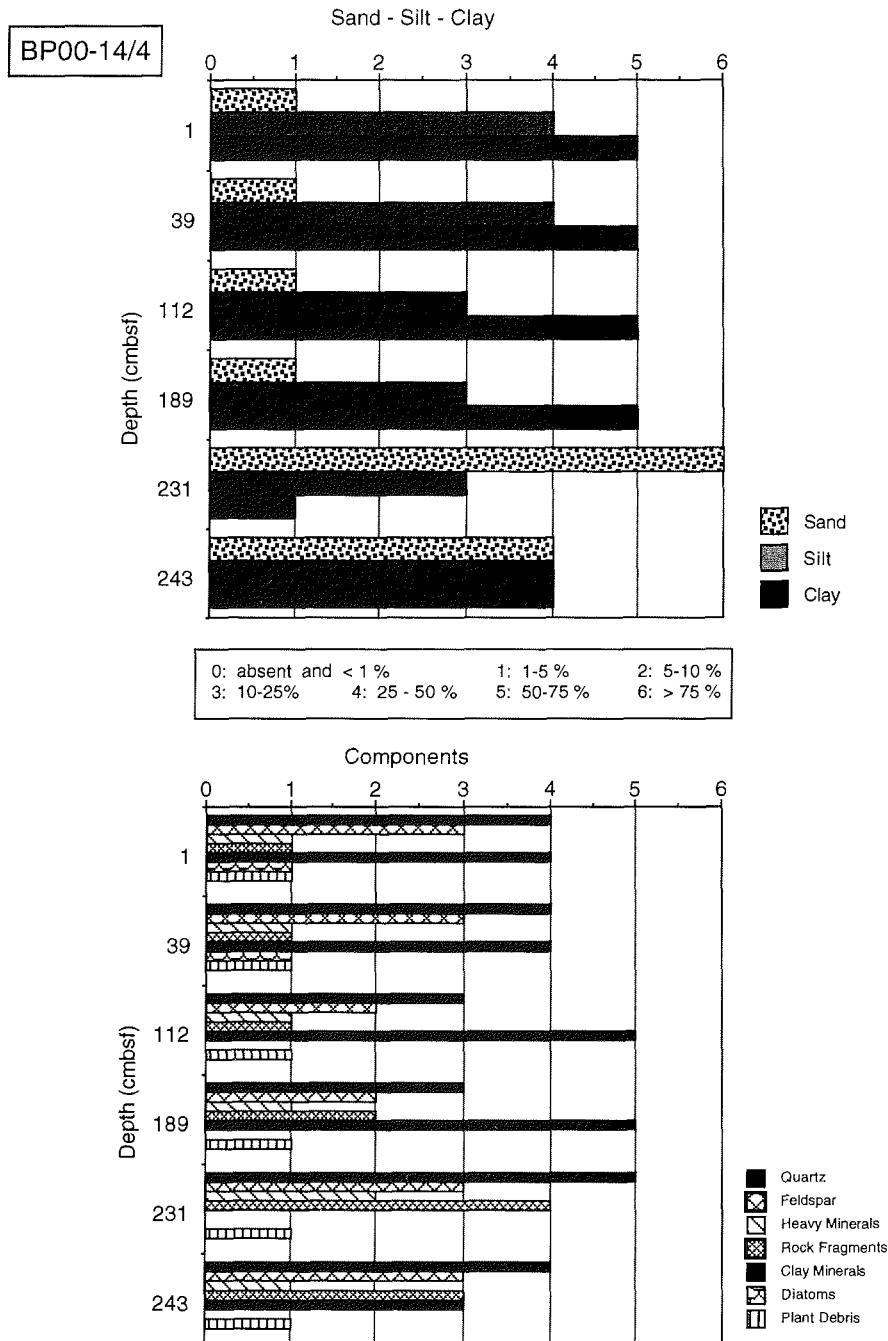 Sand - Silt - Clay
BP00-14/4
0 1 2 3 4 5 6
1
39
112
189
231
243
Depth (cmbsf)
Sand
Silt
Clay
0: absent and < 1 % 1: 1-5 % 2: 5-10 %
3: 10-25% 4: 25 - 50 % 5: 50-75 % 6: > 75 %
Components
0 1 2 3 4 5 6
1
39
112
189
231
243
Depth (cmbsf)
Quartz
Feldspar
Heavy Minerals
Rock Fragments
Clay Minerals
Diatoms
Plant Debris